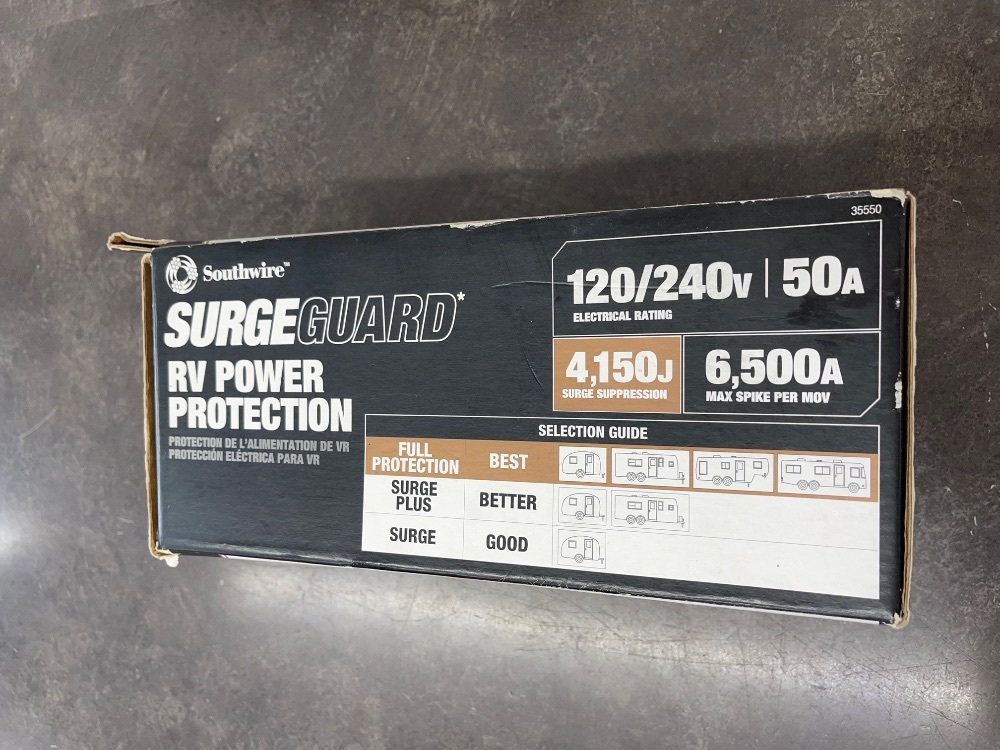 35550
Southwire™
SURGEGUARD*
RV POWER
PROTECTION
PROTECTION DE L'ALIMENTATION DE VR
PROTECCIÓN ELÉCTRICA PARA VR
120/240V | 50A
ELECTRICAL RATING
4,150J
SURGE SUPPRESSION
6,500A
MAX SPIKE PER MOV
SELECTION GUIDE
FULL
PROTECTION
BEST
SURGE
PLUS
BETTER
SURGE
GOOD